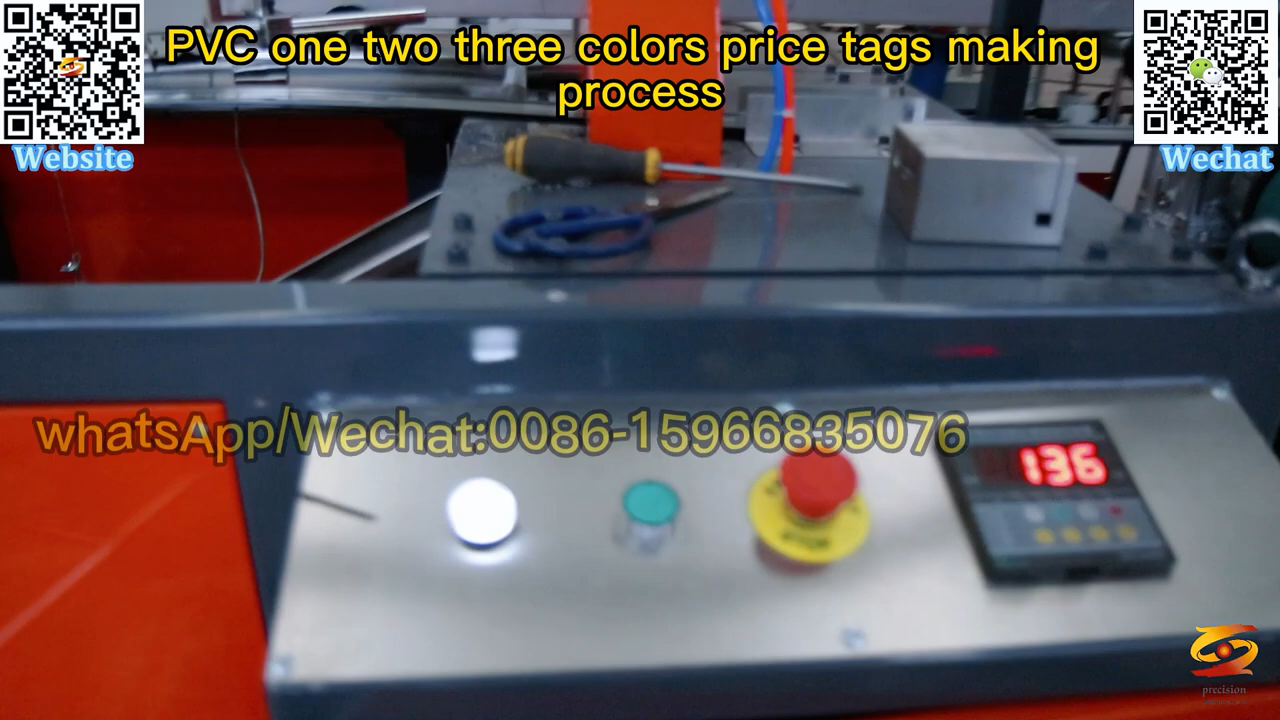 PVC one two three colors price tags making
process
Website
Wechat
whatsApp/Wechat:0086-15966835076
136
precision